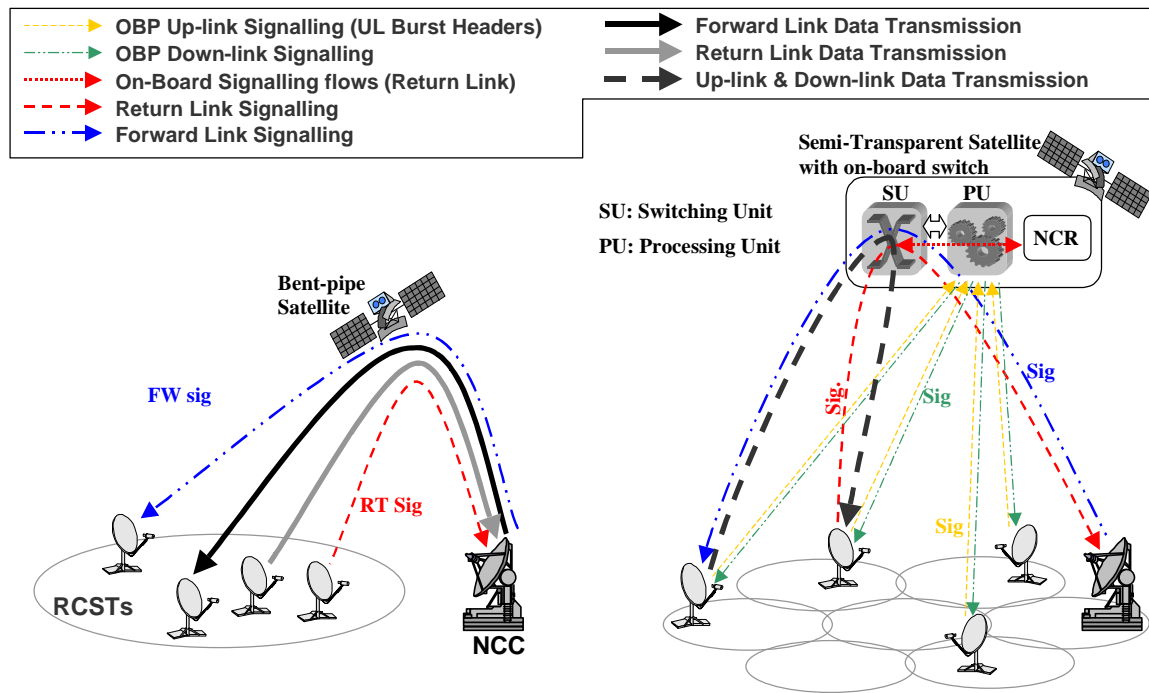 OBP Up-link Signalling (UL Burst Headers)
OBP Down-link Signalling
On-Board Signalling flows (Return Link)
Return Link Signalling
Forward Link Signalling
Forward Link Data Transmission
Return Link Data Transmission
Up-link & Down-link Data Transmission
Bent-pipe
Satellite
FW sig
RT Sig
RCSTs
NCC
Semi-Transparent Satellite
with on-board switch
SU
PU
SU: Switching Unit
PU: Processing Unit
NCR
Sig.
Sig
Sig
Sig